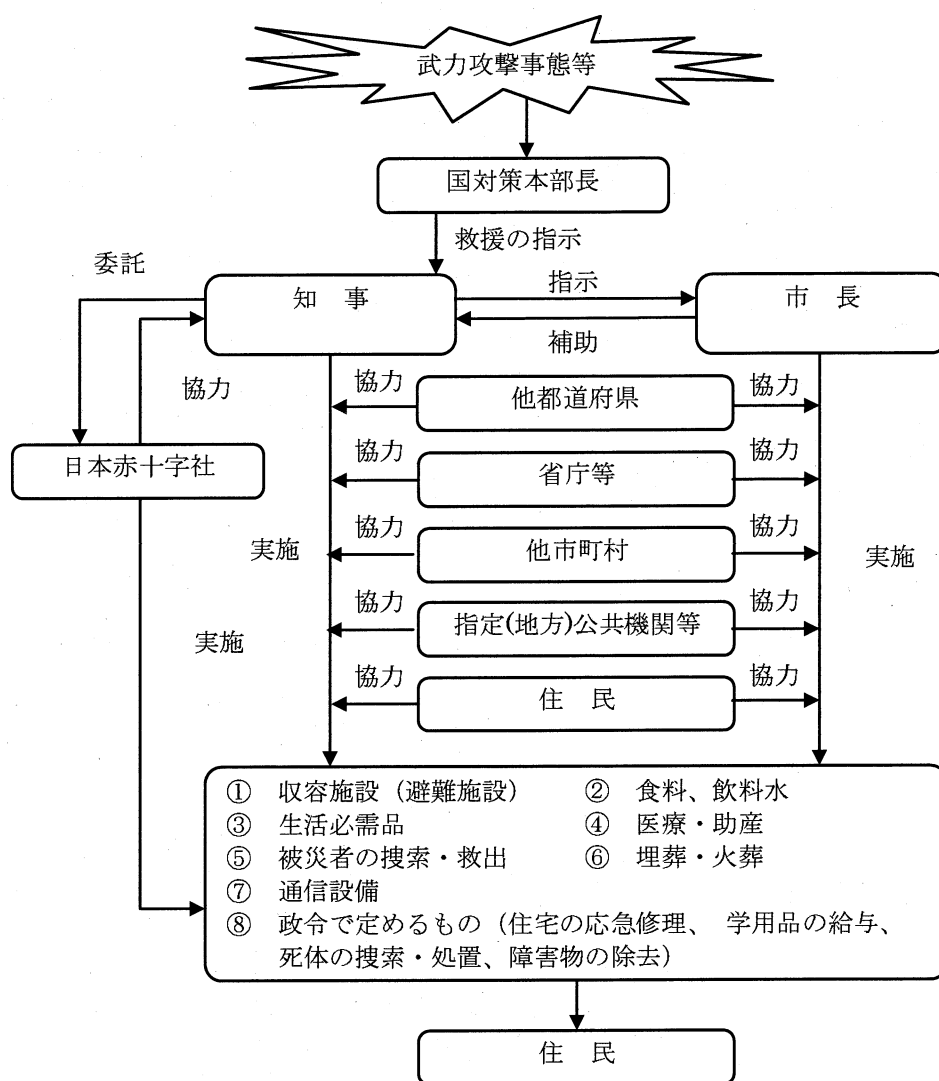 武力攻撃事態等
国対策本部長
救援の指示
委託
知　事
指示
市　長
補助
協力
協力
他都道府県
協力
日本赤十字社
協力
省庁等
協力
実施
協力
他市町村
協力
実施
実施
協力
指定(地方)公共機関等
協力
協力
住　民
協力
①　収容施設（避難施設）　②　食料、飲料水
③　生活必需品　④　医療・助産
⑤　被災者の捜索・救出　⑥　埋葬・火葬
⑦　通信設備
⑧　政令で定めるもの（住宅の応急修理、　学用品の給与、
死体の捜索・処置、障害物の除去）
住　民